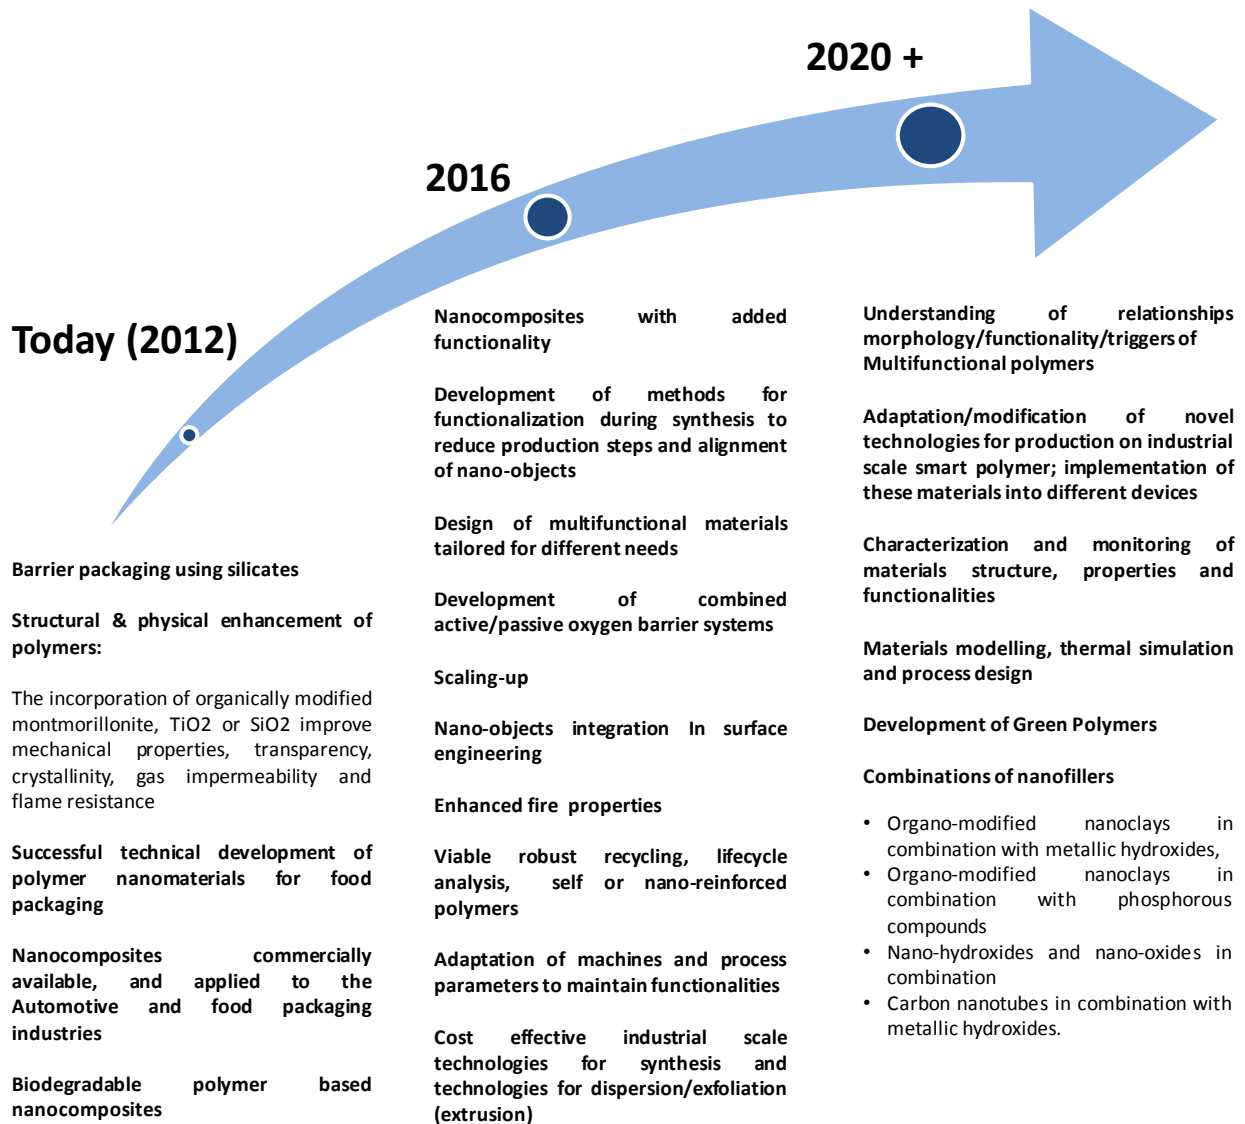 2020 +
2016
Today (2012)
Barrier packaging using silicates
Structural & physical enhancement of
polymers:
The incorporation of organically modified
montmorillonite, TiO2 or SiO2 improve
mechanical properties, transparency,
crystallinity, gas impermeability and
flame resistance
Successful technical development of
polymer nanomaterials for food
packaging
Nanocomposites commercially
available, and applied to the
Automotive and food packaging
industries
Biodegradable polymer based
nanocomposites
Nanocomposites with added
functionality
Development of methods for
functionalization during synthesis to
reduce production steps and alignment
of nano-objects
Design of multifunctional materials
tailored for different needs
Development of combined
active/passive oxygen barrier systems
Scaling-up
Nano-objects integration In surface
engineering
Enhanced fire properties
Viable robust recycling, lifecycle
analysis, self or nano-reinforced
polymers
Adaptation of machines and process
parameters to maintain functionalities
Cost effective industrial scale
technologies for synthesis and
technologies for dispersion/exfoliation
(extrusion)
Understanding of relationships
morphology/functionality/triggers of
Multifunctional polymers
Adaptation/modification of novel
technologies for production on industrial
scale smart polymer; implementation of
these materials into different devices
Characterization and monitoring of
materials structure, properties and
functionalities
Materials modelling, thermal simulation
and process design
Development of Green Polymers
Combinations of nanofillers
• Organo-modified nanoclays in
combination with metallic hydroxides,
• Organo-modified nanoclays in
combination with phosphorous
compounds
• Nano-hydroxides and nano-oxides in
combination
• Carbon nanotubes in combination with
metallic hydroxides.